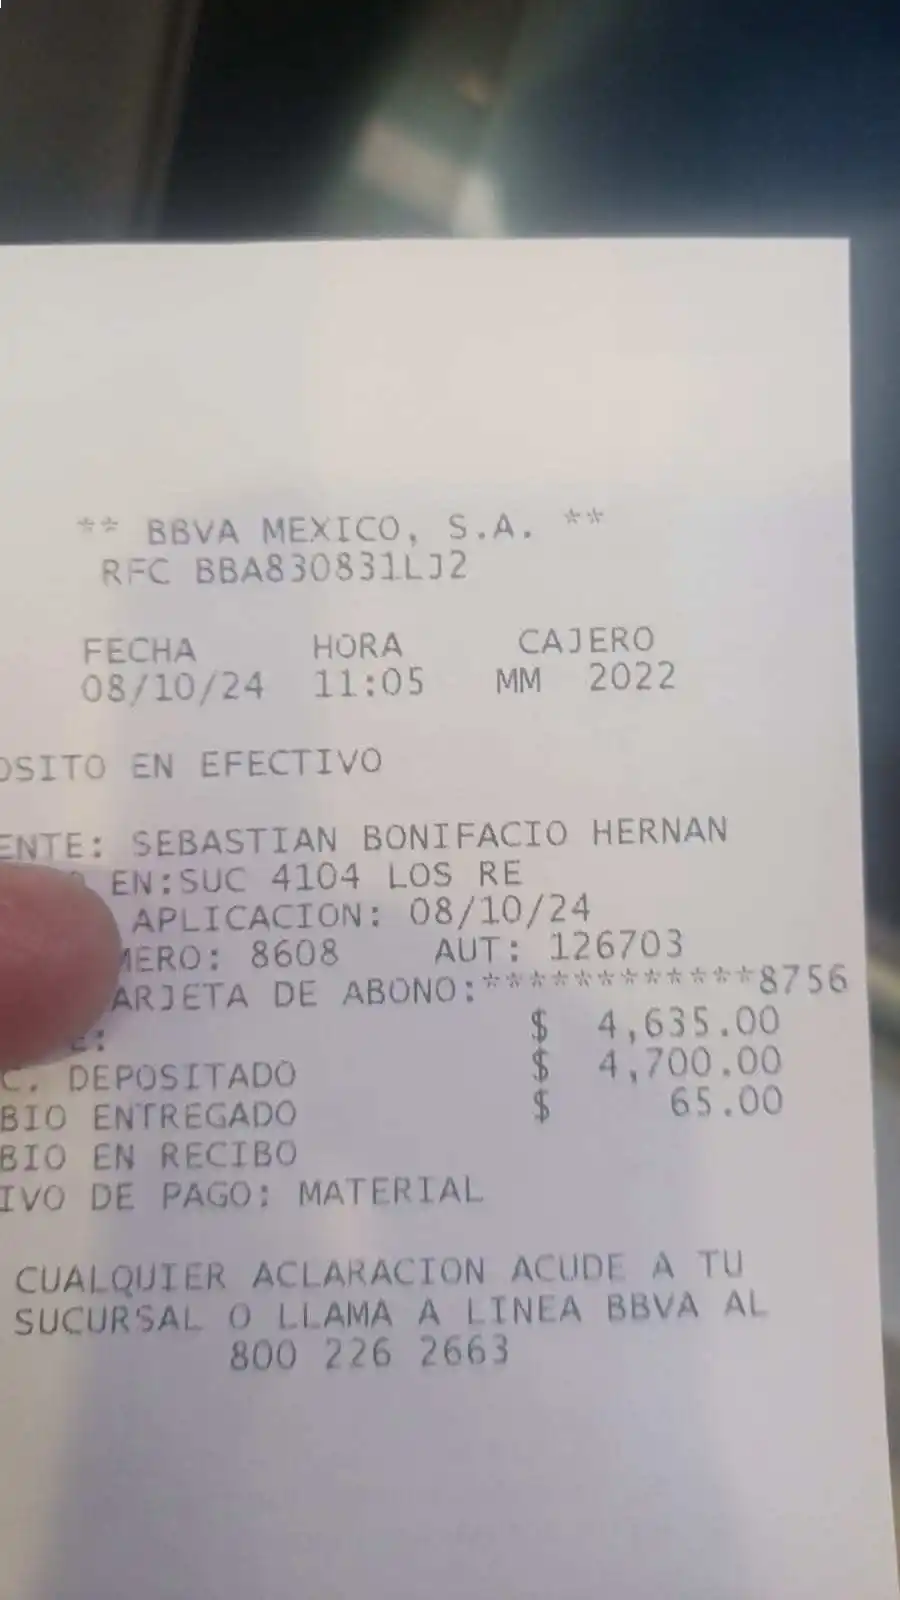 ** BBVA MEXICO, S.A. **
RFC BBA830831LJ2
FECHA HORA CAJERO
08/10/24 11:05 MM 2022
OSITO EN EFECTIVO
ENTE: SEBASTIAN BONIFACIO HERNAN
EN:SUC 4104 LOS RE
APLICACION: 08/10/24
MERO: 8608 AUT: 126703
ARJETA DE ABONO:************8756
E: $ 4,635.00
C. DEPOSITADO $ 4,700.00
BIO ENTREGADO $ 65.00
BIO EN RECIBO
IVO DE PAGO: MATERIAL
CUALQUIER ACLARACION ACUDE A TU
SUCURSAL O LLAMA A LINEA BBVA AL
800 226 2663